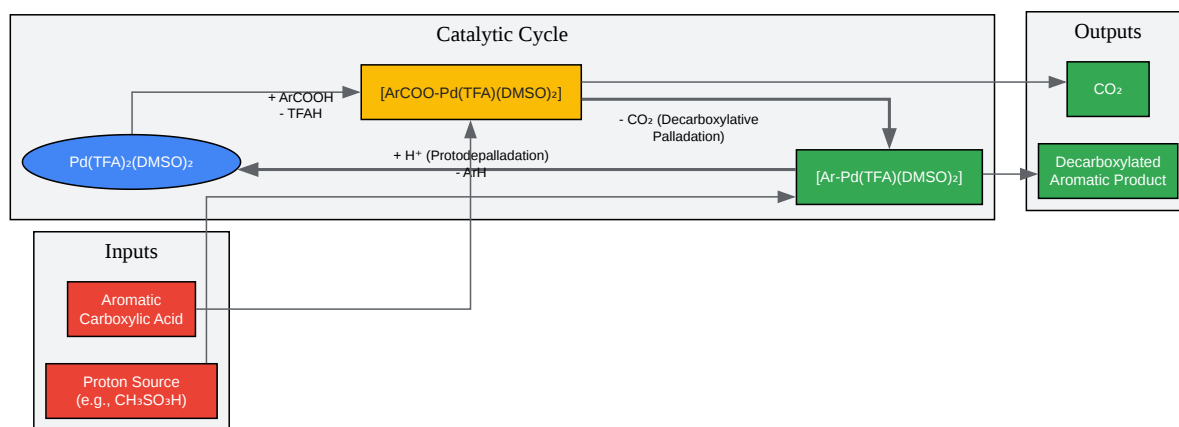 Catalytic Cycle
Outputs
[ArCOO-Pd(TFA)(DMSO)₂]
CO₂
+ ArCOOH
- TFAH
- CO₂ (Decarboxylative
Palladation)
Pd(TFA)₂(DMSO)₂
+ H⁺ (Protodepalladation)
- ArH
[Ar-Pd(TFA)(DMSO)₂]
Decarboxylated
Aromatic Product
Inputs
Aromatic
Carboxylic Acid
Proton Source
(e.g., CH₃SO₃H)